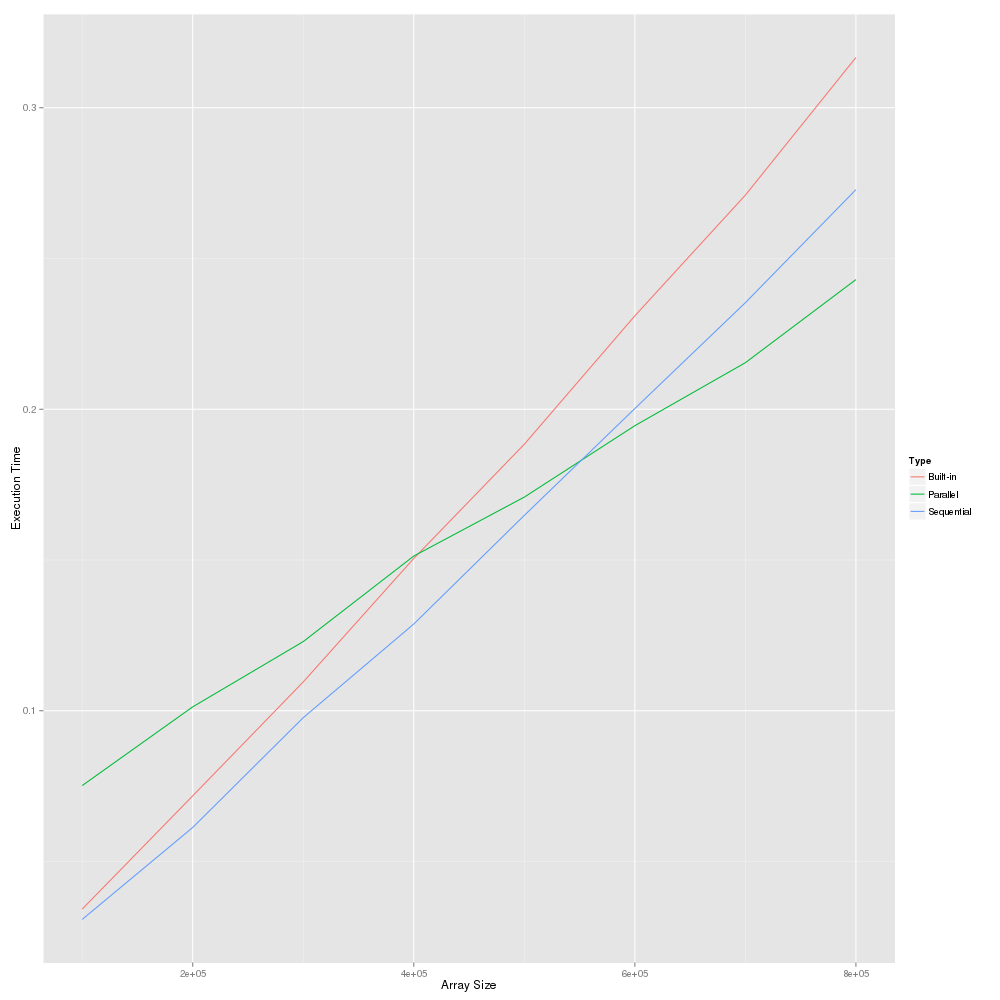 0.3
0.2
0.1
Execution Time
2e+05
4e+05
6e+05
8e+05
Array Size
Type
Built-in
Parallel
Sequential